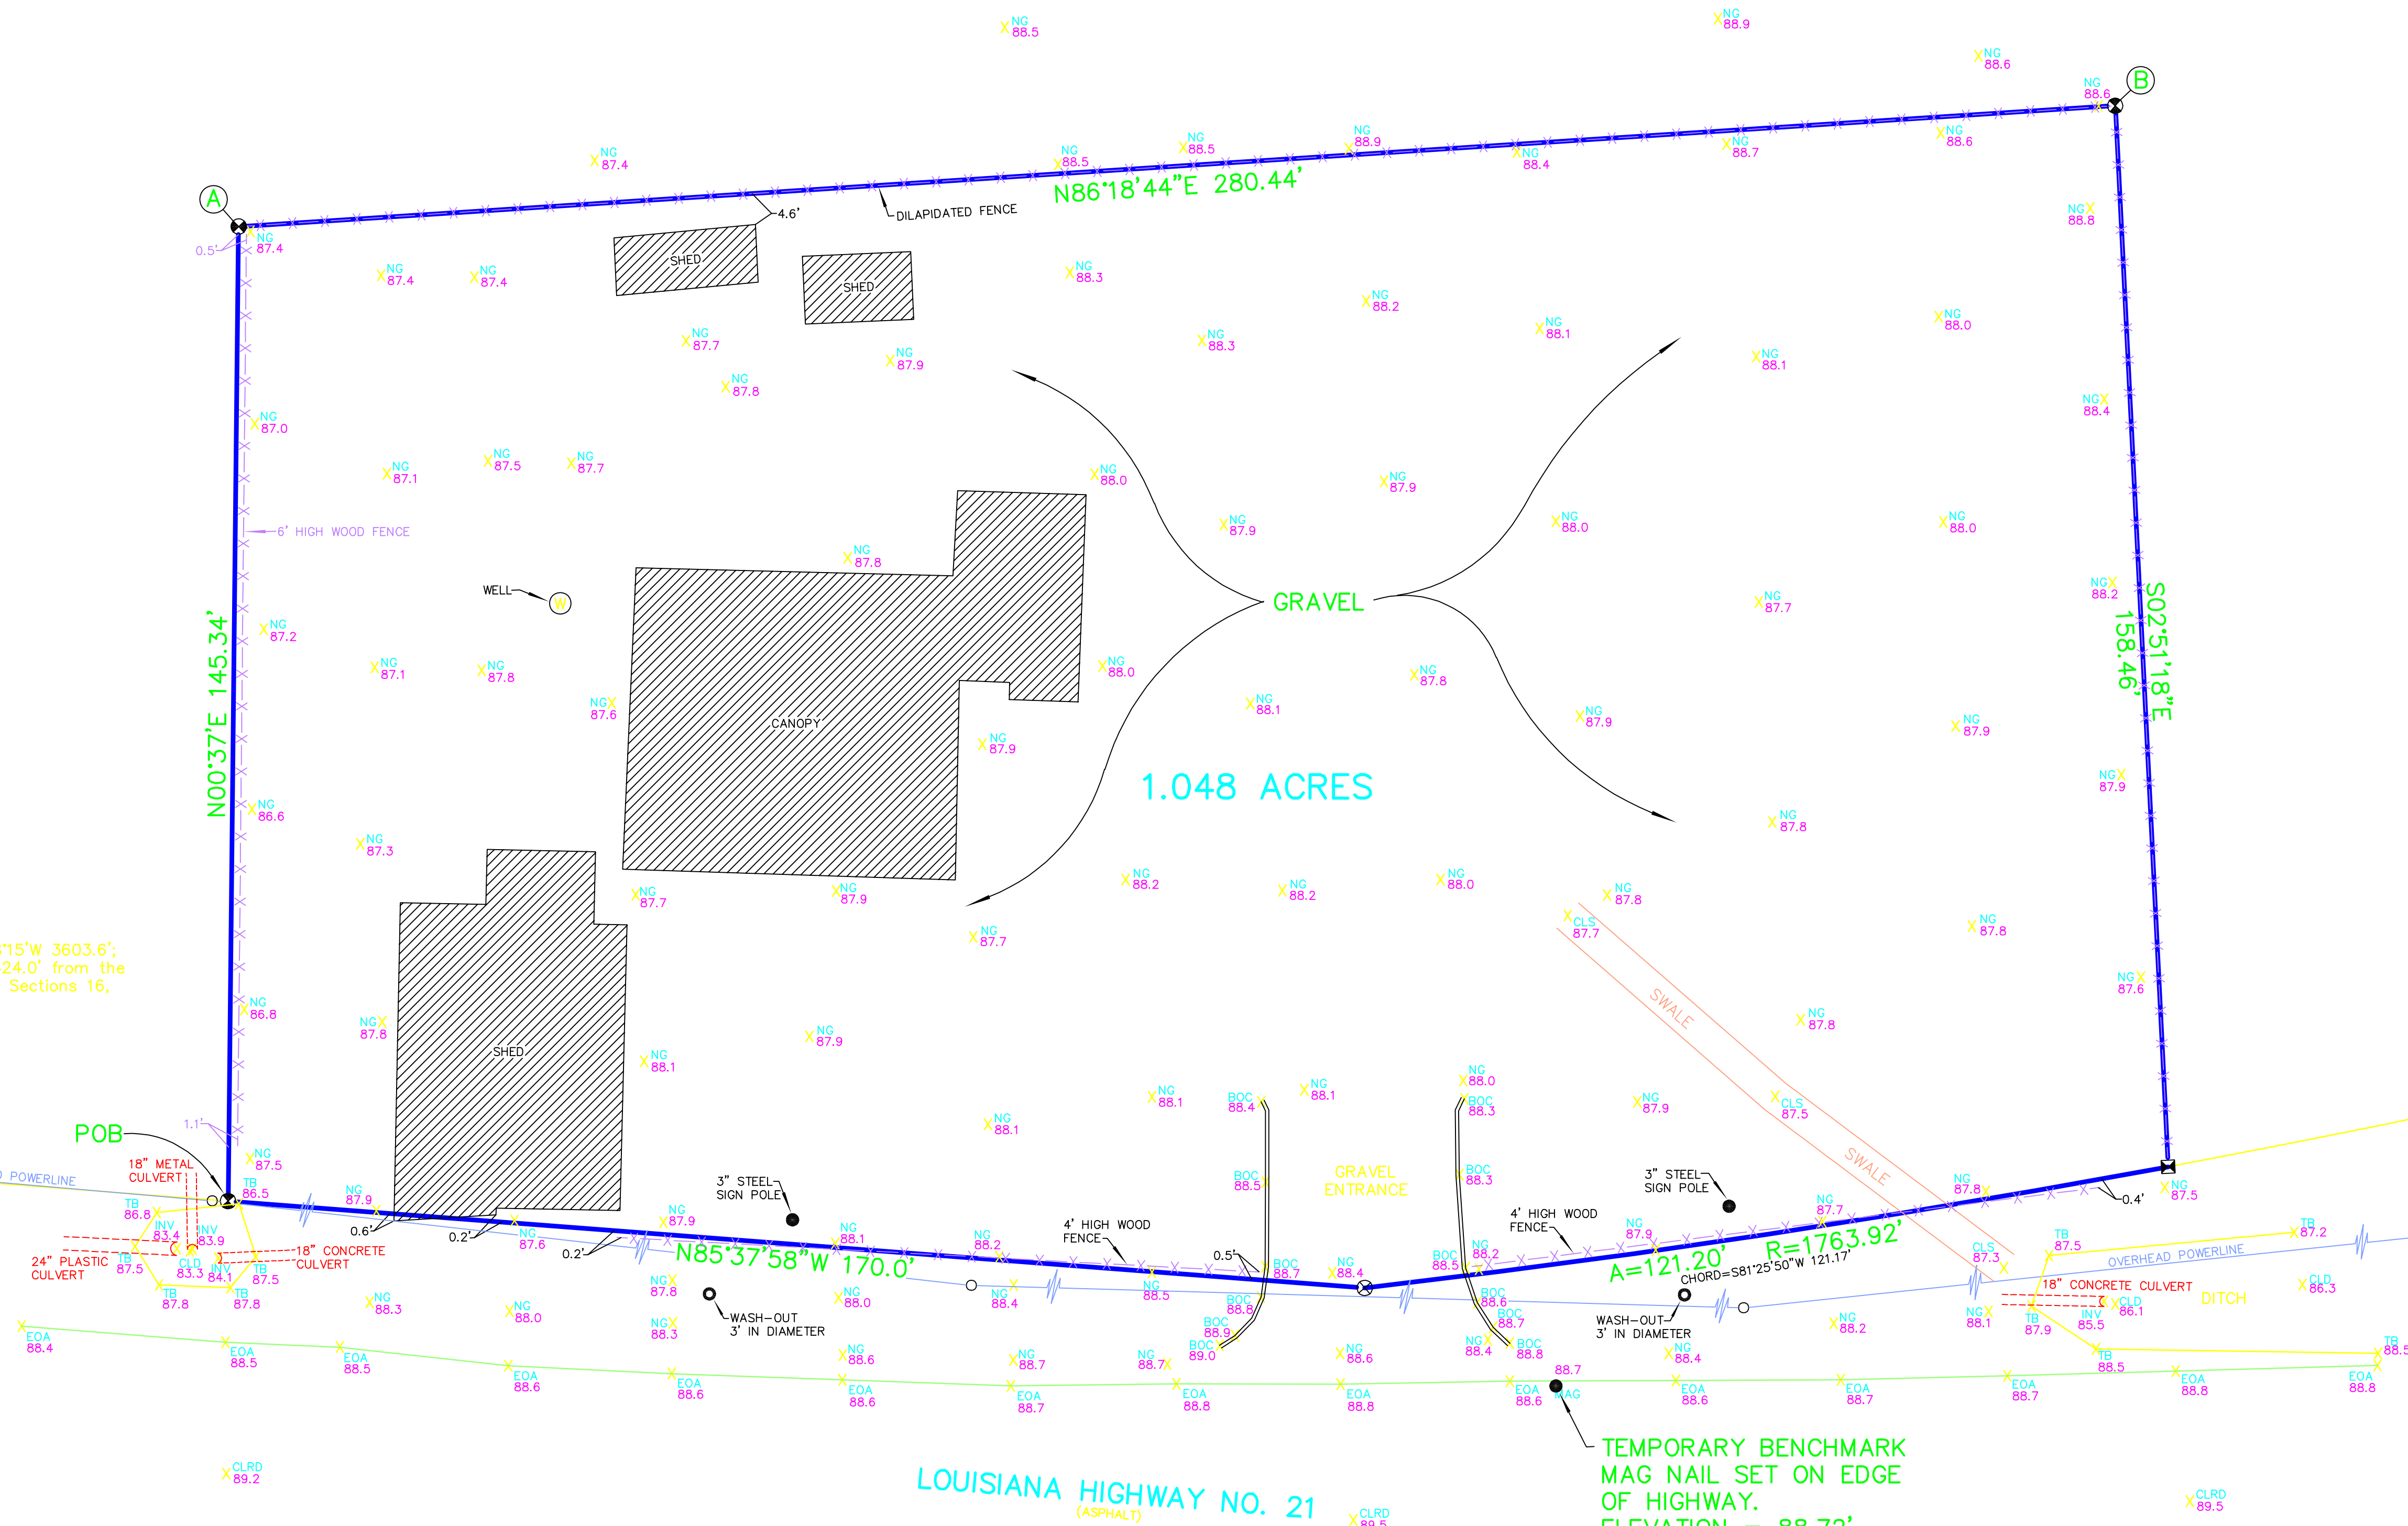 NG
88.5
NG
88.9
NG
88.6
NG
88.6
B
NG
87.4
NG
88.5
NG
88.5
NG
88.9
NG
88.4
NG
88.7
NG
88.6
N86°18'44"E 280.44'
A
4.6'
DILAPIDATED FENCE
NG
88.8
0.5'
NG
87.4
NG
87.4
NG
87.4
SHED
SHED
NG
88.3
NG
88.2
NG
88.1
NG
88.0
NG
87.7
NG
87.9
NG
88.3
NG
88.1
NG
87.8
NG
88.4
NG
87.0
NG
87.1
NG
87.5
NG
87.7
NG
88.0
NG
87.9
6' HIGH WOOD FENCE
NG
87.9
NG
88.0
NG
88.0
NG
87.8
WELL
W
GRAVEL
NG
87.7
NG
88.2
S02°51'18"E
158.46'
N00°37'E 145.34'
NG
87.2
NG
87.1
NG
87.8
NG
87.6
CANOPY
NG
88.0
NG
88.1
NG
87.8
NG
87.9
NG
87.9
NG
87.9
1.048 ACRES
NG
87.9
NG
86.6
NG
87.3
NG
87.8
NG
87.7
NG
87.9
NG
88.2
NG
88.2
NG
88.0
NG
87.8
CLS
87.7
NG
87.8
NG
87.7
°15'W 3603.6';
24.0' from the
Sections 16,
NG
87.6
NG
86.8
NG
87.8
SHED
NG
87.9
NG
88.1
SWALE
NG
87.8
NG
88.1
NG
88.1
BOC
88.4
NG
88.1
NG
88.0
BOC
88.3
NG
87.9
CLS
87.5
1.1'
POB
NG
87.5
18" METAL
CULVERT
POWERLINE
TB
86.5
NG
87.9
3" STEEL
SIGN POLE
BOC
88.5
GRAVEL
ENTRANCE
BOC
88.3
3" STEEL
SIGN POLE
SWALE
NG
87.8
NG
87.5
0.4'
TB
86.8
INV
83.4
INV
83.9
0.6'
0.2'
NG
87.6
0.2'
NG
87.9
NG
88.1
NG
88.2
4' HIGH WOOD
FENCE
4' HIGH WOOD
FENCE
NG
87.9
NG
87.7
24" PLASTIC
CULVERT
TB
87.5
CLD
83.3
INV
84.1
18" CONCRETE
CULVERT
TB
87.5
N85°37'58"W 170.0'
0.5'
BOC
88.7
NG
88.4
BOC
88.5
NG
88.2
A=121.20'
R=1763.92'
CHORD=S81°25'50"W 121.17'
CLS
87.3
TB
87.5
TB
87.2
OVERHEAD POWERLINE
TB
87.8
TB
87.8
NG
88.3
NG
88.0
NG
87.8
NG
88.0
NG
88.4
NG
88.5
BOC
88.8
BOC
88.6
18" CONCRETE CULVERT
CLD
86.3
DITCH
NG
88.3
WASH-OUT
3' IN DIAMETER
BOC
88.9
BOC
88.7
WASH-OUT
3' IN DIAMETER
NG
88.2
NG
88.1
TB
87.9
INV
85.5
CLD
86.1
EOA
88.4
EOA
88.5
EOA
88.5
EOA
88.6
EOA
88.6
NG
88.6
NG
88.7
NG
88.7
BOC
89.0
NG
88.6
NG
88.4
BOC
88.8
NG
88.4
TB
88.5
TB
88.5
EOA
88.6
EOA
88.7
EOA
88.8
EOA
88.8
EOA
88.6
88.7
MAG
EOA
88.6
EOA
88.7
EOA
88.7
EOA
88.8
EOA
88.8
CLRD
89.2
LOUISIANA HIGHWAY NO. 21
(ASPHALT)
TEMPORARY BENCHMARK
MAG NAIL SET ON EDGE
OF HIGHWAY.
ELEVATION = 88.72'
CLRD
89.5
CLRD
89.5